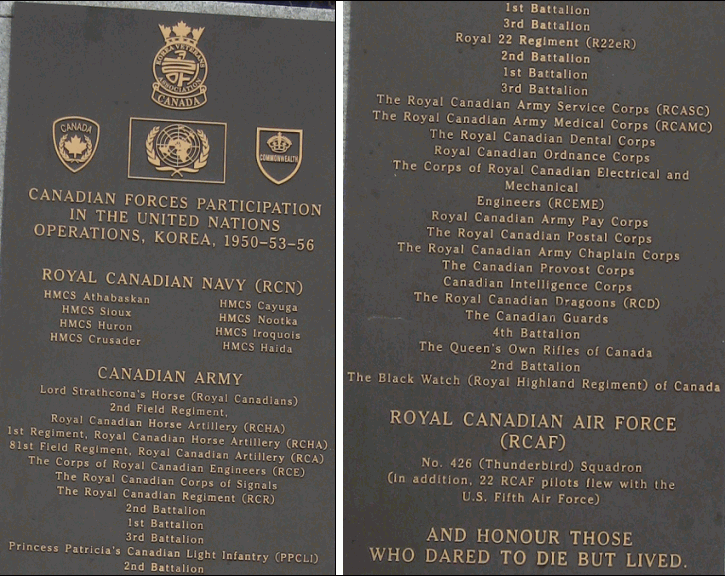 KOREA VETERANS
ASSOCIATION
CANADA
CANADA
COMMONWEALTH
CANADIAN FORCES PARTICIPATION
IN THE UNITED NATIONS
OPERATIONS, KOREA, 1950-53-56
ROYAL CANADIAN NAVY (RCN)
HMCS Athabaskan
HMCS Sioux
HMCS Huron
HMCS Crusader
HMCS Cayuga
HMCS Nootka
HMCS Iroquois
HMCS Haida
CANADIAN ARMY
Lord Strathcona's Horse (Royal Canadians)
2nd Field Regiment,
Royal Canadian Horse Artillery (RCHA)
1st Regiment, Royal Canadian Horse Artillery (RCHA)
81st Field Regiment, Royal Canadian Artillery (RCA)
The Corps of Royal Canadian Engineers (RCE)
The Royal Canadian Corps of Signals
The Royal Canadian Regiment (RCR)
2nd Battalion
1st Battalion
3rd Battalion
Princess Patricia's Canadian Light Infantry (PPCLI)
2nd Battalion
1st Battalion
3rd Battalion
Royal 22 Regiment (R22eR)
2nd Battalion
1st Battalion
3rd Battalion
The Royal Canadian Army Service Corps (RCASC)
The Royal Canadian Army Medical Corps (RCAMC)
The Royal Canadian Dental Corps
Royal Canadian Ordnance Corps
The Corps of Royal Canadian Electrical and
Mechanical
Engineers (RCEME)
Royal Canadian Army Pay Corps
The Royal Canadian Postal Corps
The Royal Canadian Army Chaplain Corps
The Canadian Provost Corps
Canadian Intelligence Corps
The Royal Canadian Dragoons (RCD)
The Canadian Guards
4th Battalion
The Queen's Own Rifles of Canada
2nd Battalion
The Black Watch (Royal Highland Regiment) of Canada
ROYAL CANADIAN AIR FORCE
(RCAF)
No. 426 (Thunderbird) Squadron
(in addition, 22 RCAF pilots flew with the
U.S. Fifth Air Force)
AND HONOUR THOSE
WHO DARED TO DIE BUT LIVED.